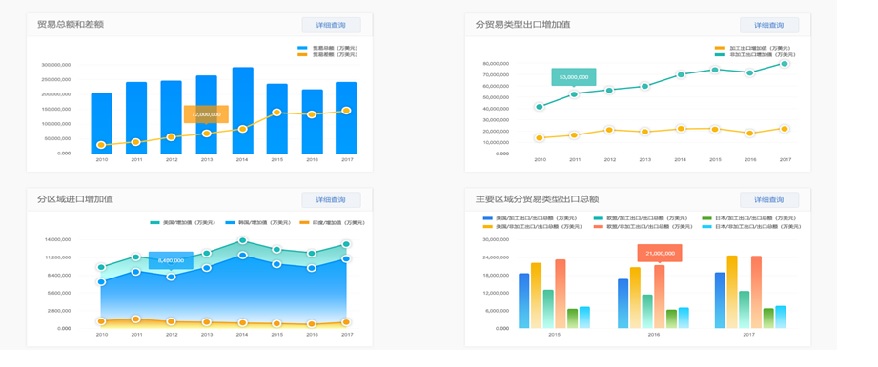 贸易总额和差额
详细查询
贸易总额（万美元）
贸易差额（万美元）
300000,000
250000,000
200000,000
150000,000
100000,000
50000,000
0.000
2010 2011 2012 2013 2014 2015 2016 2017
分贸易类型出口增加值
详细查询
加工出口增加值（万美元）
非加工出口增加值（万美元）
80,000,000
70,000,000
60,000,000
50,000,000
40,000,000
30,000,000
20,000,000
10,000,000
15,000,000
2010 2011 2012 2013 2014 2015 2016 2017
分区域进口增加值
详细查询
美国/增加值（万美元） 韩国/增加值（万美元） 印度/增加值（万美元）
14000,000
8400,000
5600,000
2800,000
0.000
8,400,000
2010 2011 2012 2013 2014 2015 2016 2017
主要区域分贸易类型出口总额
详细查询
美国/加工出口/出口总额（万美元） 欧盟/加工出口/出口总额（万美元） 日本/加工出口/出口总额（万美元）
美国/非加工出口/出口总额（万美元） 欧盟/非加工出口/出口总额（万美元） 日本/非加工出口/出口总额（万美元）
30,000,000
24,000,000
18,000,000
12,000,000
6,000,000
0.000
21,000,000
2015 2016 2017